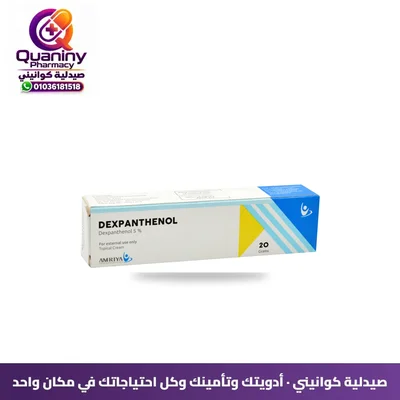 Quaniny
Pharmacy
صيدلية كوانيني
01036181518
DEXPANTHENOL
Dexpanthenol 5 %
For external use only
Topical Cream
20
AMRIYA
صيدلية كوانيني · أدويتك وتأمينك وكل احتياجاتك في مكان واحد